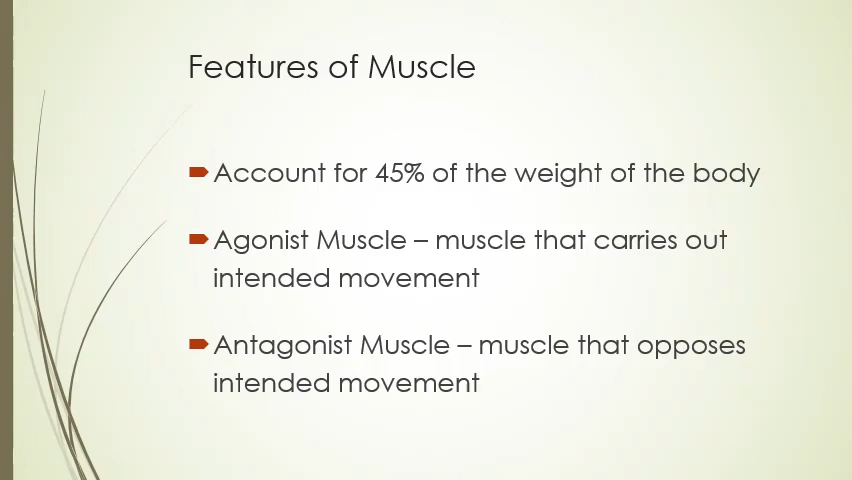 Features of Muscle
Account for 45% of the weight of the body
Agonist Muscle – muscle that carries out
intended movement
Antagonist Muscle – muscle that opposes
intended movement